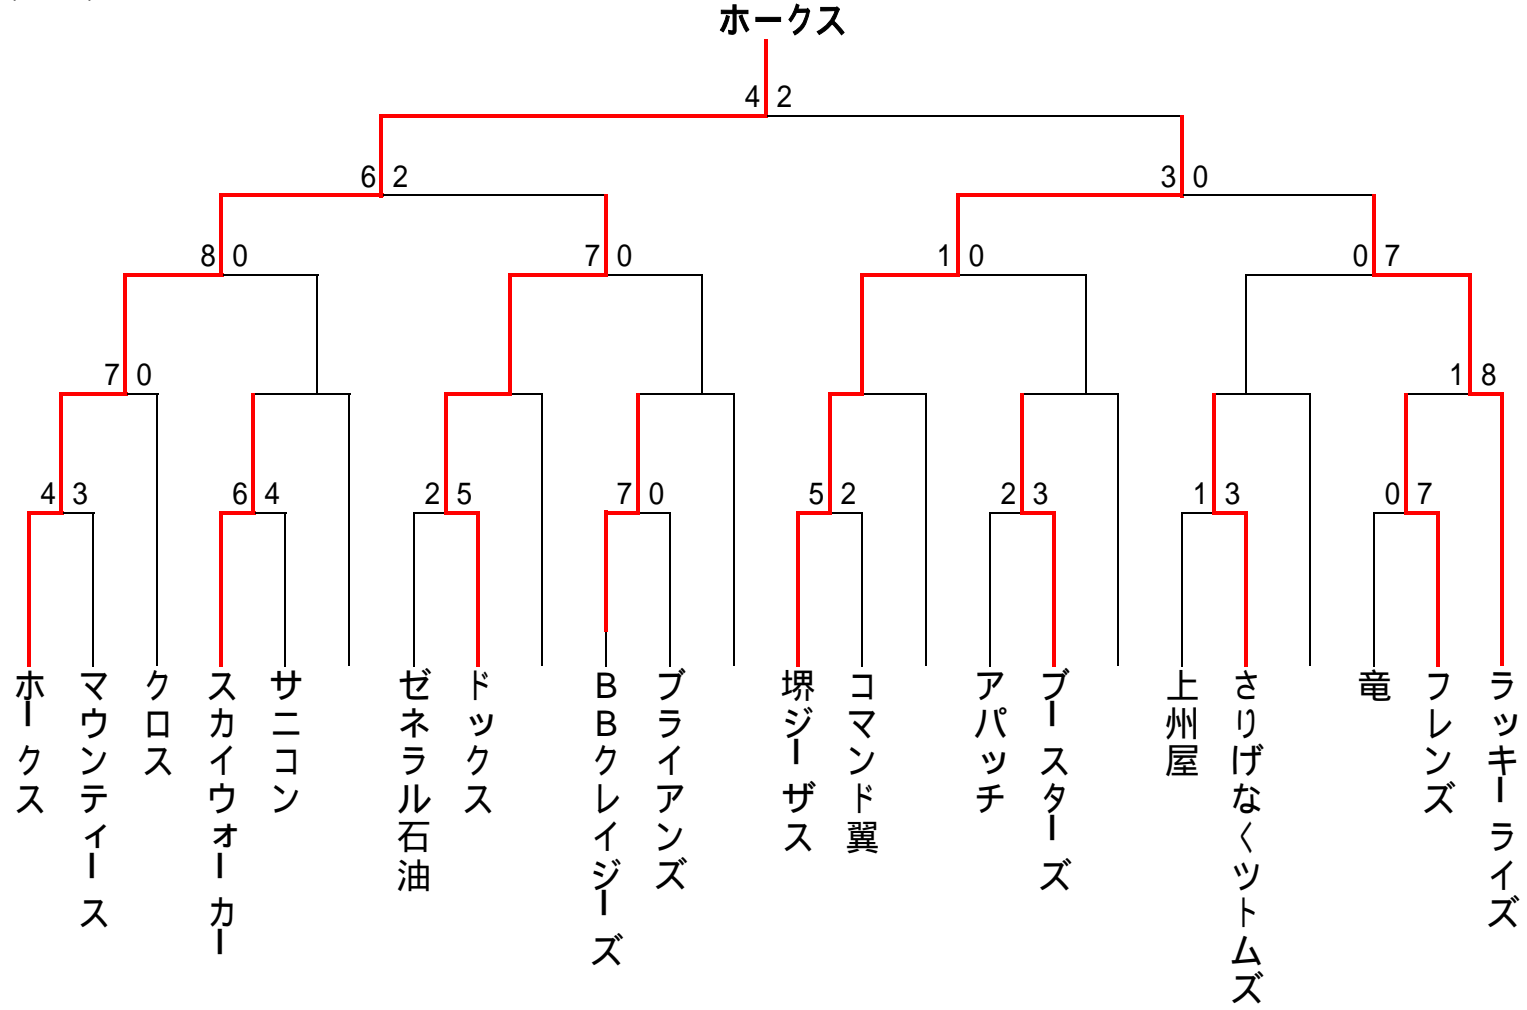 ホークス
4 2
6 2
3 0
8 0
7 0
1 0
0 7
7 0
1 8
4 3
6 4
2 5
7 0
5 2
2 3
1 3
0 7
ホークス
マウンティース
クロス
スカイウォーカー
サニコン
ゼネラル石油
ドックス
BBクレイジーズ
ブライアンズ
堺ジーザス
コマンド翼
アパッチ
ブースターズ
上州屋
さりげなくツトムズ
竜
フレンズ
ラッキーライズ